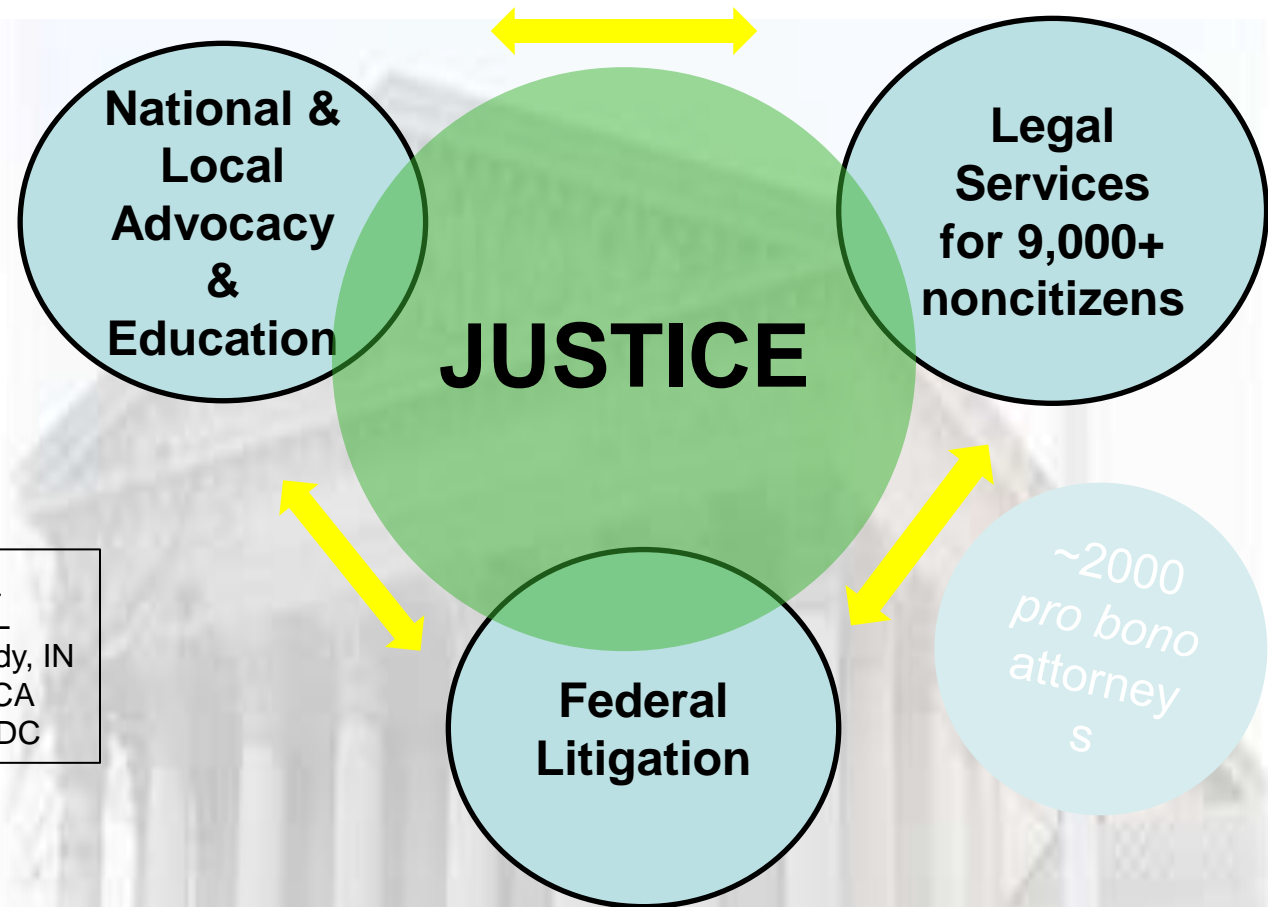 National &
Local
Advocacy
&
Education
Legal
Services
for 9,000+
noncitizens
JUSTICE
Federal
Litigation
~2000
pro bono
attorney
s
IN
CA
DC